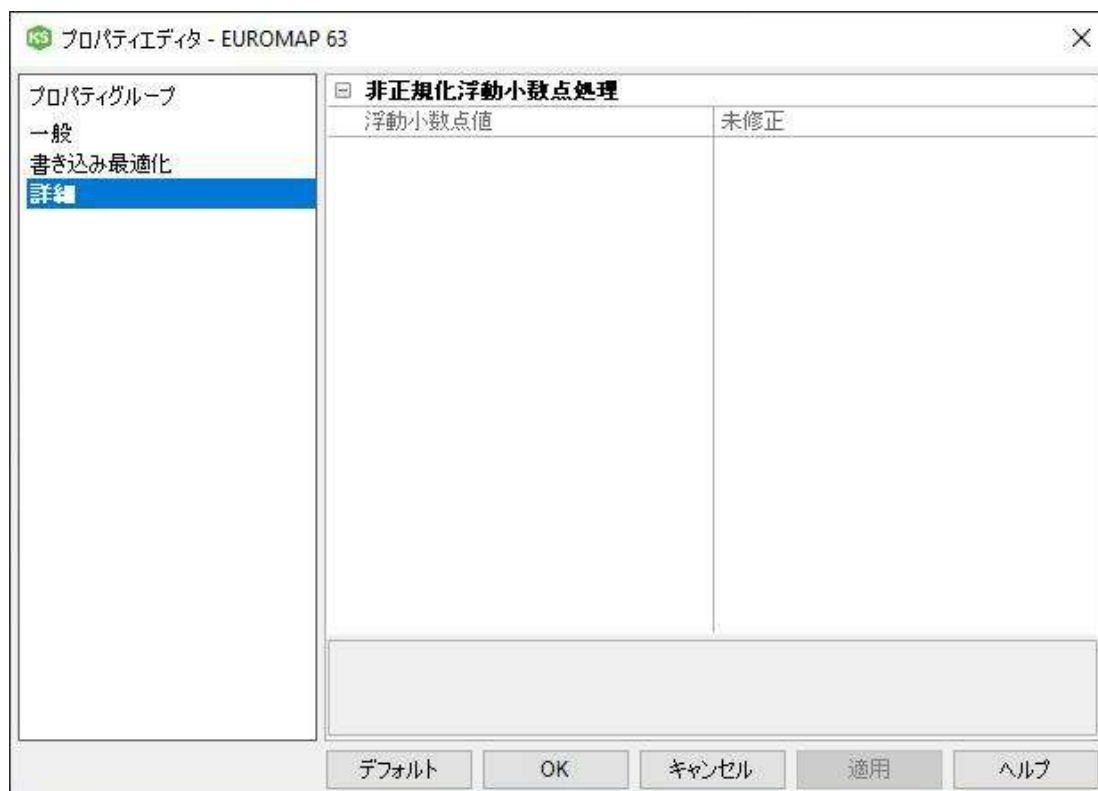 KS プロパティエディタ - EUROMAP 63
プロパティグループ
一般
書き込み最適化
詳細
非正規化浮動小数点処理
浮動小数点値 未修正
デフォルト OK キャンセル 適用 ヘルプ